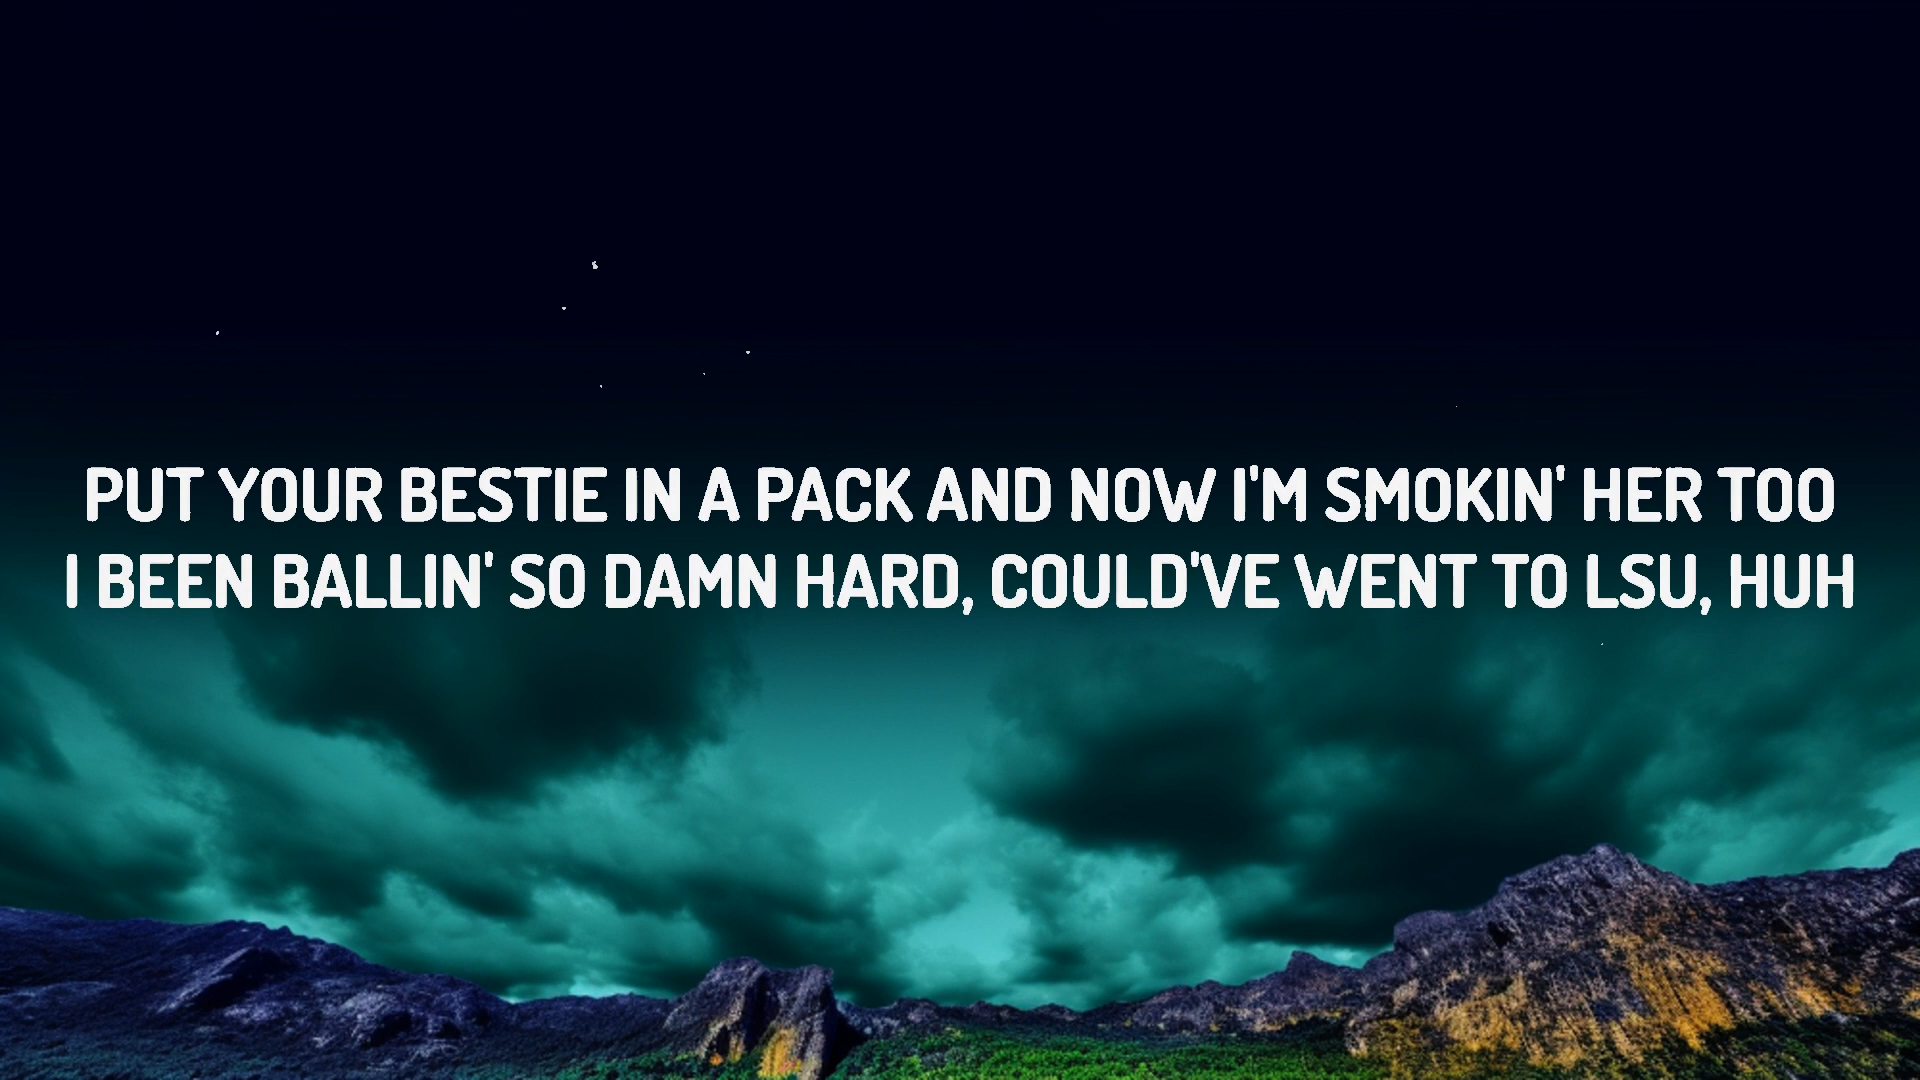 PUT YOUR BESTIE IN A PACK AND NOW I'M SMOKIN' HER TOO
I BEEN BALLIN' SO DAMN HARD, COULD'VE WENT TO LSU, HUH